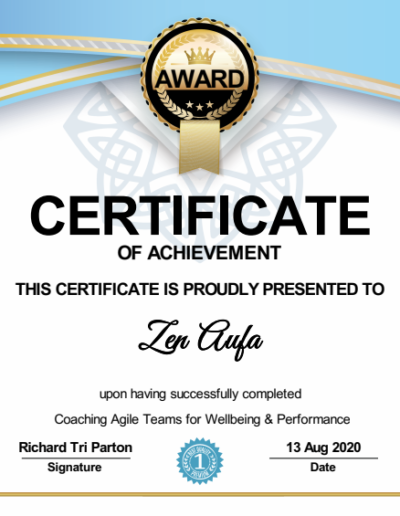 AWARD
CERTIFICATE
OF ACHIEVEMENT
THIS CERTIFICATE IS PROUDLY PRESENTED TO
Zen Aufa
upon having successfully completed
Coaching Agile Teams for Wellbeing & Performance
Richard Tri Parton
13 Aug 2020
1
Signature
Date